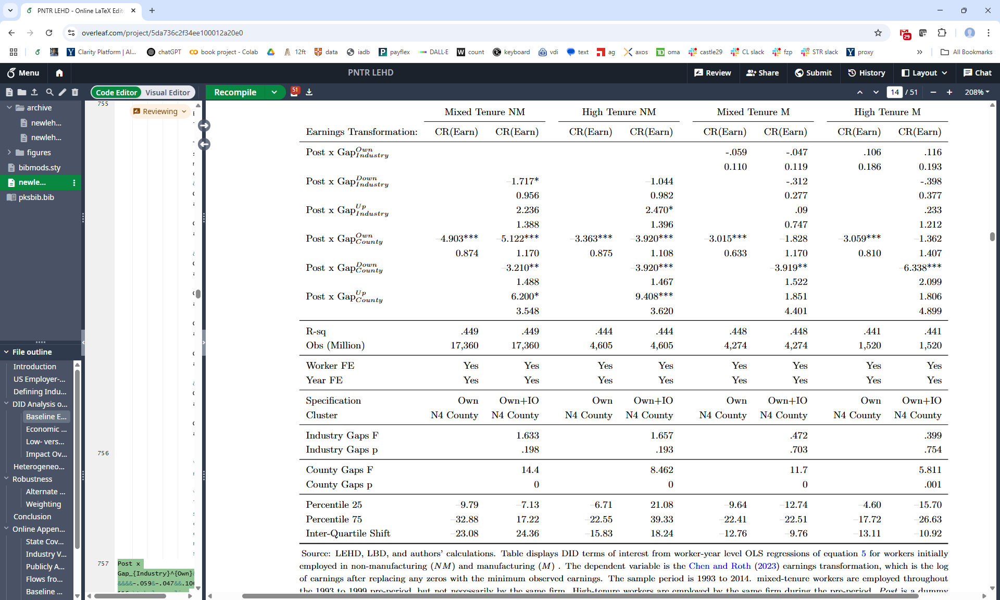 PNTR LEHD - Online LaTeX Edit
overleaf.com/project/5da736c2f34ee100012a20e0
29
Clarity Platform | Al... chatGPT book project - Colab 12ft data iadb payflex DALL·E count keyboard vdi text ag axos oma castle29 CL slack fzp STR slack proxy » All Bookmarks
Menu PNTR LEHD Review Share Submit History Layout Chat
Code Editor Visual Editor Recompile 51 14 / 51 208%
archive
newleh...
newleh...
figures
bibmods.sty
newle...
pksbib.bib
File outline
Introduction
US Employer-...
Defining Indu...
DID Analysis o...
Baseline E...
Economic ...
Low- vers...
Impact Ov...
Heterogeneo...
Robustness
Alternate ...
Weighting
Conclusion
Online Appen...
State Cov...
Industry V...
Publicly A...
Flows fro...
Baseline ...
755
Reviewing
756
757 Post x
Gap_{Industry}^{Own}
&&&&-.059&-.047&&.10
Mixed Tenure NM High Tenure NM Mixed Tenure M High Tenure M
Earnings Transformation: CR(Earn) CR(Earn) CR(Earn) CR(Earn) CR(Earn) CR(Earn) CR(Earn) CR(Earn)
Post x Gap Own Industry -.059 -.047 .106 .116
0.110 0.119 0.186 0.193
Post x Gap Down Industry –1.717* –1.044 -.312 -.398
0.956 0.982 0.277 0.377
Post x Gap Up Industry 2.236 2.470* .09 .233
1.388 1.396 0.747 1.212
Post x Gap Own County –4.903*** –5.122*** –3.363*** –3.920*** –3.015*** –1.828 –3.059*** –1.362
0.874 1.170 0.875 1.108 0.633 1.170 0.810 1.407
Post x Gap Down County –3.210** –3.920*** –3.919** –6.338***
1.488 1.467 1.522 2.099
Post x Gap Up County 6.200* 9.408*** 1.851 1.806
3.548 3.620 4.401 4.899
R-sq .449 .449 .444 .444 .448 .448 .441 .441
Obs (Million) 17,360 17,360 4,605 4,605 4,274 4,274 1,520 1,520
Worker FE Yes Yes Yes Yes Yes Yes Yes Yes
Year FE Yes Yes Yes Yes Yes Yes Yes Yes
Specification Own Own+IO Own Own+IO Own Own+IO Own Own+IO
Cluster N4 County N4 County N4 County N4 County N4 County N4 County N4 County N4 County
Industry Gaps F 1.633 1.657 .472 .399
Industry Gaps p .198 .193 .703 .754
County Gaps F 14.4 8.462 11.7 5.811
County Gaps p 0 0 0 .001
Percentile 25 –9.79 –7.13 –6.71 21.08 –9.64 –12.74 –4.60 –15.70
Percentile 75 –32.88 17.22 –22.55 39.33 –22.41 –22.51 –17.72 –26.63
Inter-Quartile Shift –23.08 24.36 –15.83 18.24 –12.76 –9.76 –13.11 –10.92
Source: LEHD, LBD, and authors' calculations. Table displays DID terms of interest from worker-year level OLS regressions of equation 5 for workers initially
employed in non-manufacturing (NM) and manufacturing (M) . The dependent variable is the Chen and Roth (2023) earnings transformation, which is the log
of earnings after replacing any zeros with the minimum observed earnings. The sample period is 1993 to 2014. mixed-tenure workers are employed throughout
the 1993 to 1999 pre-period, but not necessarily by the same firm. High-tenure workers are employed by the same firm during the pre-period. Post is a dummy